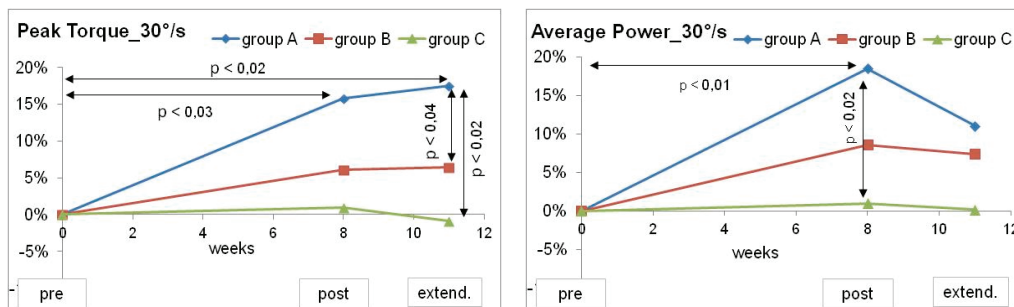 Peak Torque_30°/s
group A group B group C
20%
15%
10%
5%
0%
-5%
p < 0,02
p < 0,03
p < 0,04
p < 0,02
0 2 4 6 8 10 12
weeks
pre post extend.
Average Power_30°/s
group A group B group C
20%
15%
10%
5%
0%
-5%
p < 0,01
p < 0,02
0 2 4 6 8 10 12
weeks
pre post extend.